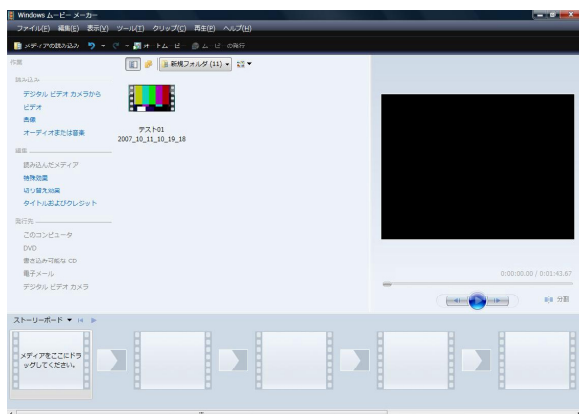 Windows ムービー メーカー
ファイル(F) 編集(E) 表示(V) ツール(T) クリップ(C) 再生(P) ヘルプ(H)
メディアの読み込み
ムービーの発行
新規フォルダ (11)
作業
読み込み
デジタル ビデオ カメラから
ビデオ
画像
オーディオまたは音楽
編集
読み込んだメディア
特殊効果
切り替え効果
タイトルおよびクレジット
発行先
このコンピュータ
DVD
書き込み可能な CD
電子メール
デジタル ビデオ カメラ
テスト01
2007_10_11_10_19_18
0:00:00.00 / 0:01:43.67
分割
ストーリーボード
メディアをここにドラ
ッグしてください。